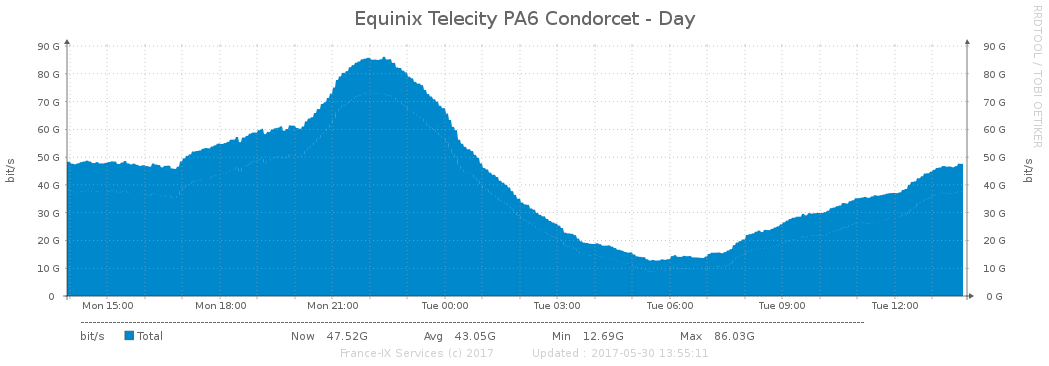 Equinix Telecity PA6 Condorcet - Day
RRDTOOL / TOBI OETIKER
90 G 90 G
80 G 80 G
70 G 70 G
60 G 60 G
50 G 50 G
40 G 40 G
30 G 30 G
20 G 20 G
10 G 10 G
0 0 G
bit/s bit/s
Mon 15:00 Mon 18:00 Mon 21:00 Tue 00:00 Tue 03:00 Tue 06:00 Tue 09:00 Tue 12:00
bit/s Total Now 47.52G Avg 43.05G Min 12.69G Max 86.03G
France-IX Services (c) 2017 Updated : 2017-05-30 13:55:11